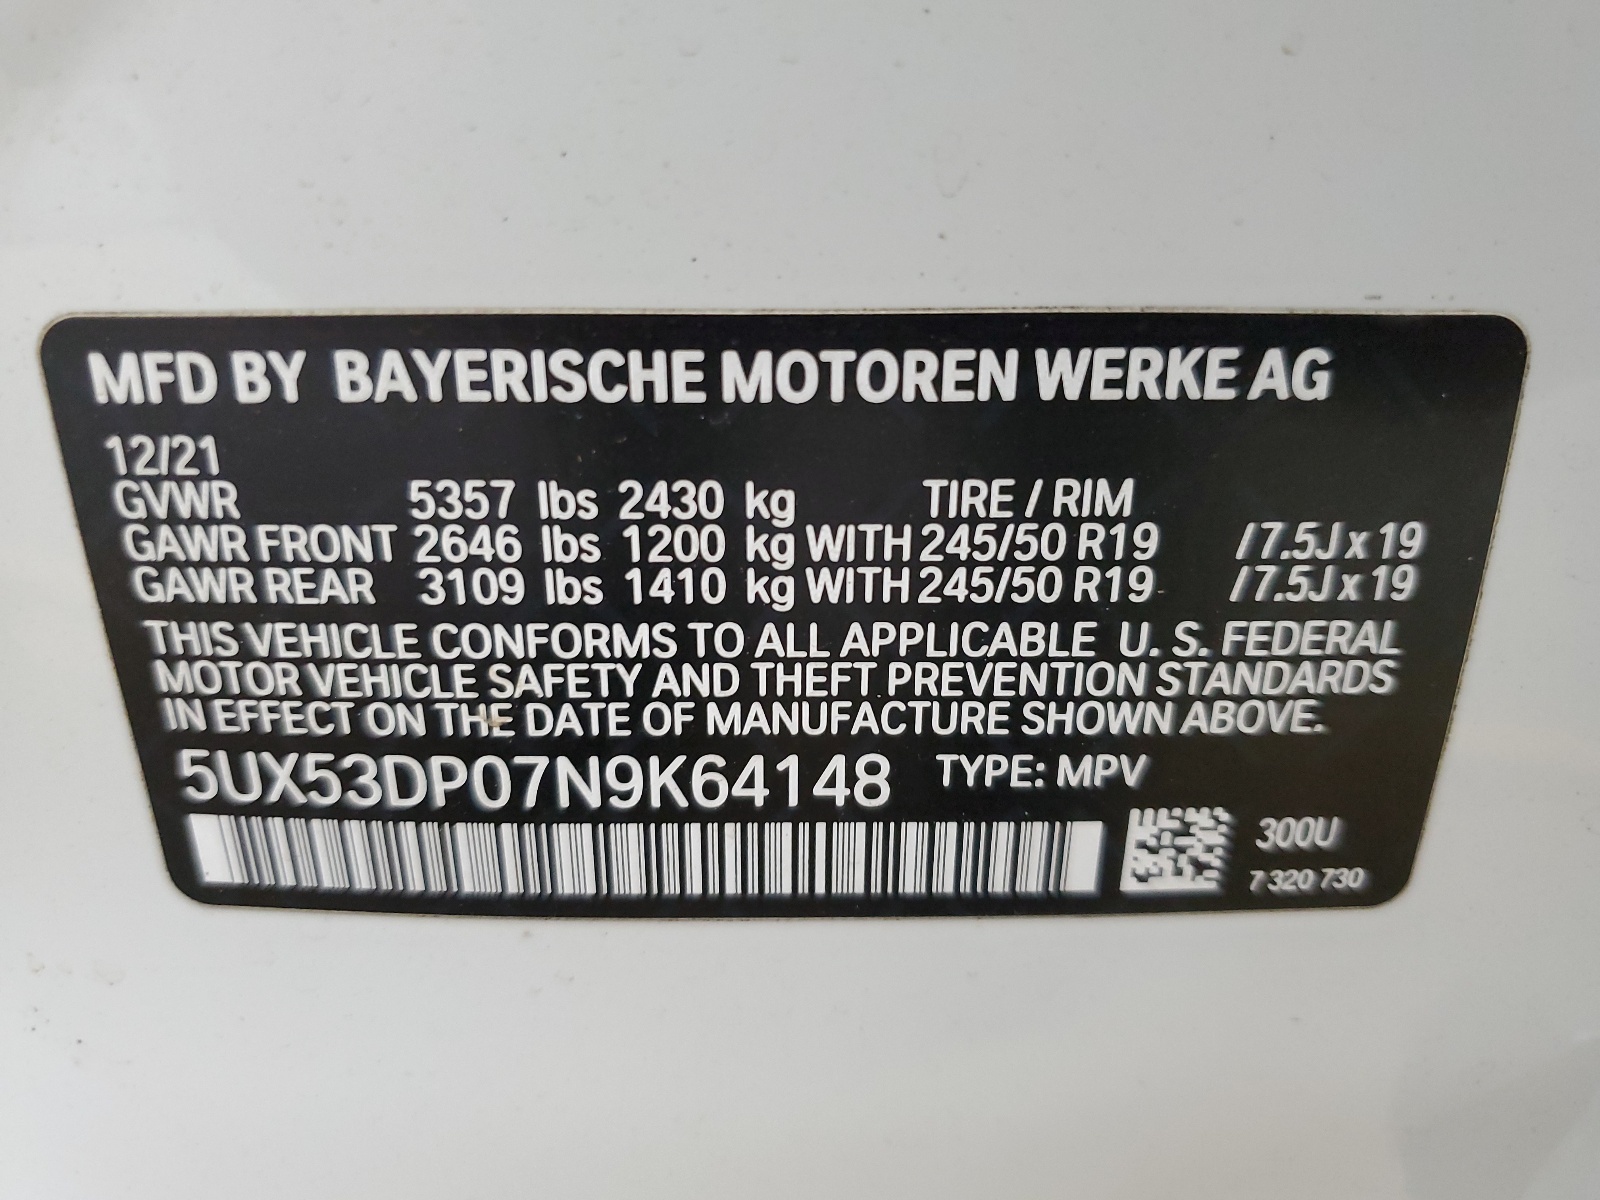 MFD BY BAYERISCHE MOTOREN WERKE AG
12/21
GVWR 5357 lbs 2430 kg TIRE / RIM
GAWR FRONT 2646 lbs 1200 kg WITH 245/50 R19 / 7.5J x 19
GAWR REAR 3109 lbs 1410 kg WITH 245/50 R19 / 7.5J x 19
THIS VEHICLE CONFORMS TO ALL APPLICABLE U. S. FEDERAL
MOTOR VEHICLE SAFETY AND THEFT PREVENTION STANDARDS
IN EFFECT ON THE DATE OF MANUFACTURE SHOWN ABOVE.
5UX53DP07N9K64148 TYPE: MPV
300U
7 320 730